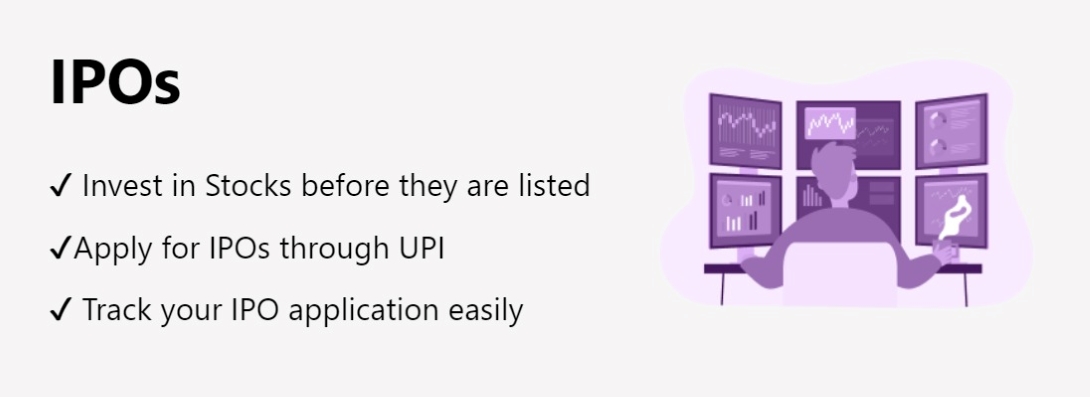 IPOs
✓ Invest in Stocks before they are listed
✓Apply for IPOs through UPI
✓ Track your IPO application easily